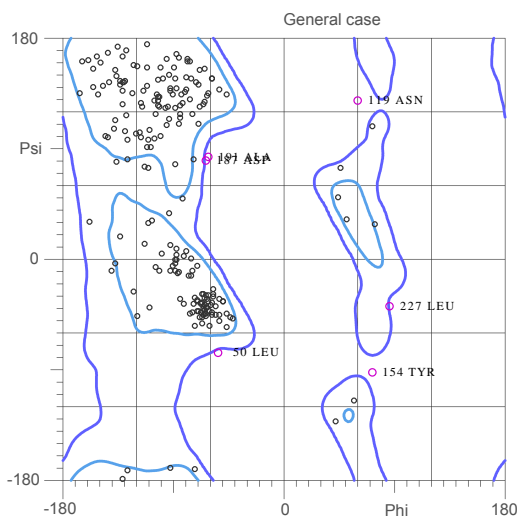 General case
180
119 ASN
Psi
191 ALA
187 ASP
0
227 LEU
50 LEU
154 TYR
-180
-180
0
Phi
180